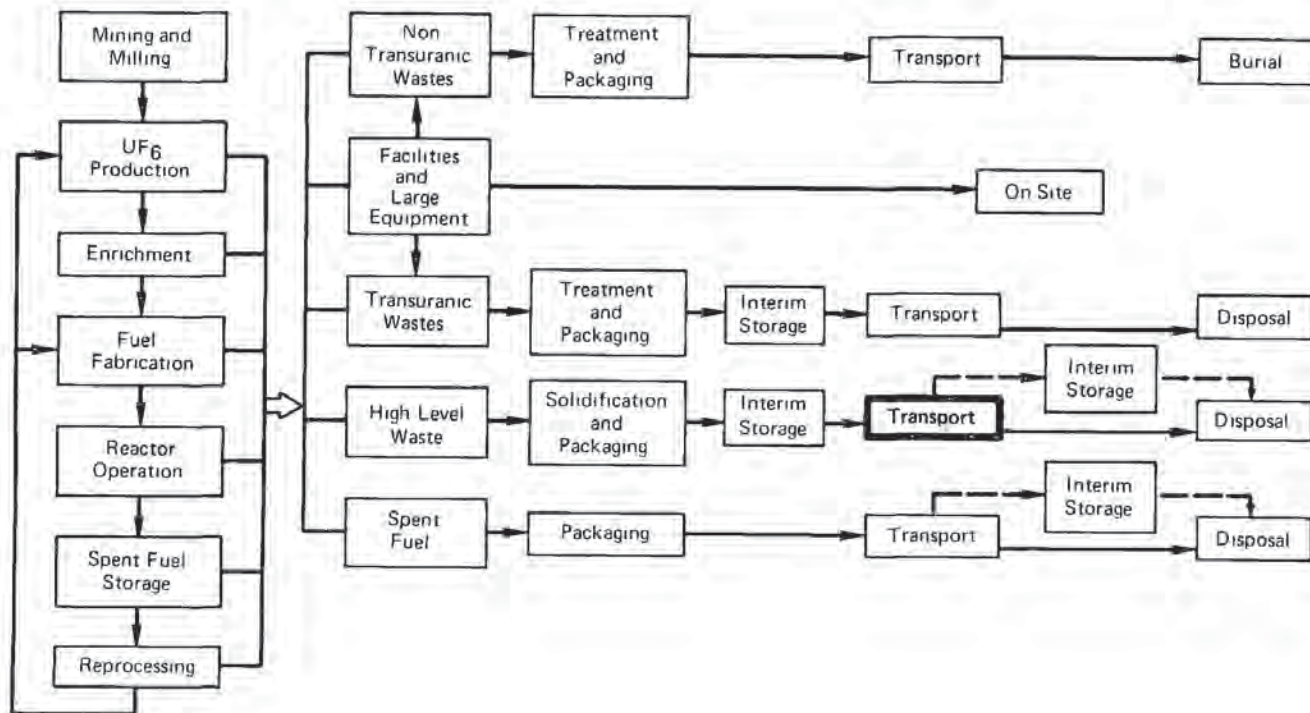 Mining and
Milling
UF6
Production
Enrichment
Fuel
Fabrication
Reactor
Operation
Spent Fuel
Storage
Reprocessing
Non
Transuranic
Wastes
Treatment
and
Packaging
Transport
Burial
Facilities
and
Large
Equipment
On Site
Transuranic
Wastes
Treatment
and
Packaging
Interim
Storage
Transport
Disposal
High Level
Waste
Solidification
and
Packaging
Interim
Storage
Transport
Interim
Storage
Disposal
Spent
Fuel
Packaging
Transport
Interim
Storage
Disposal